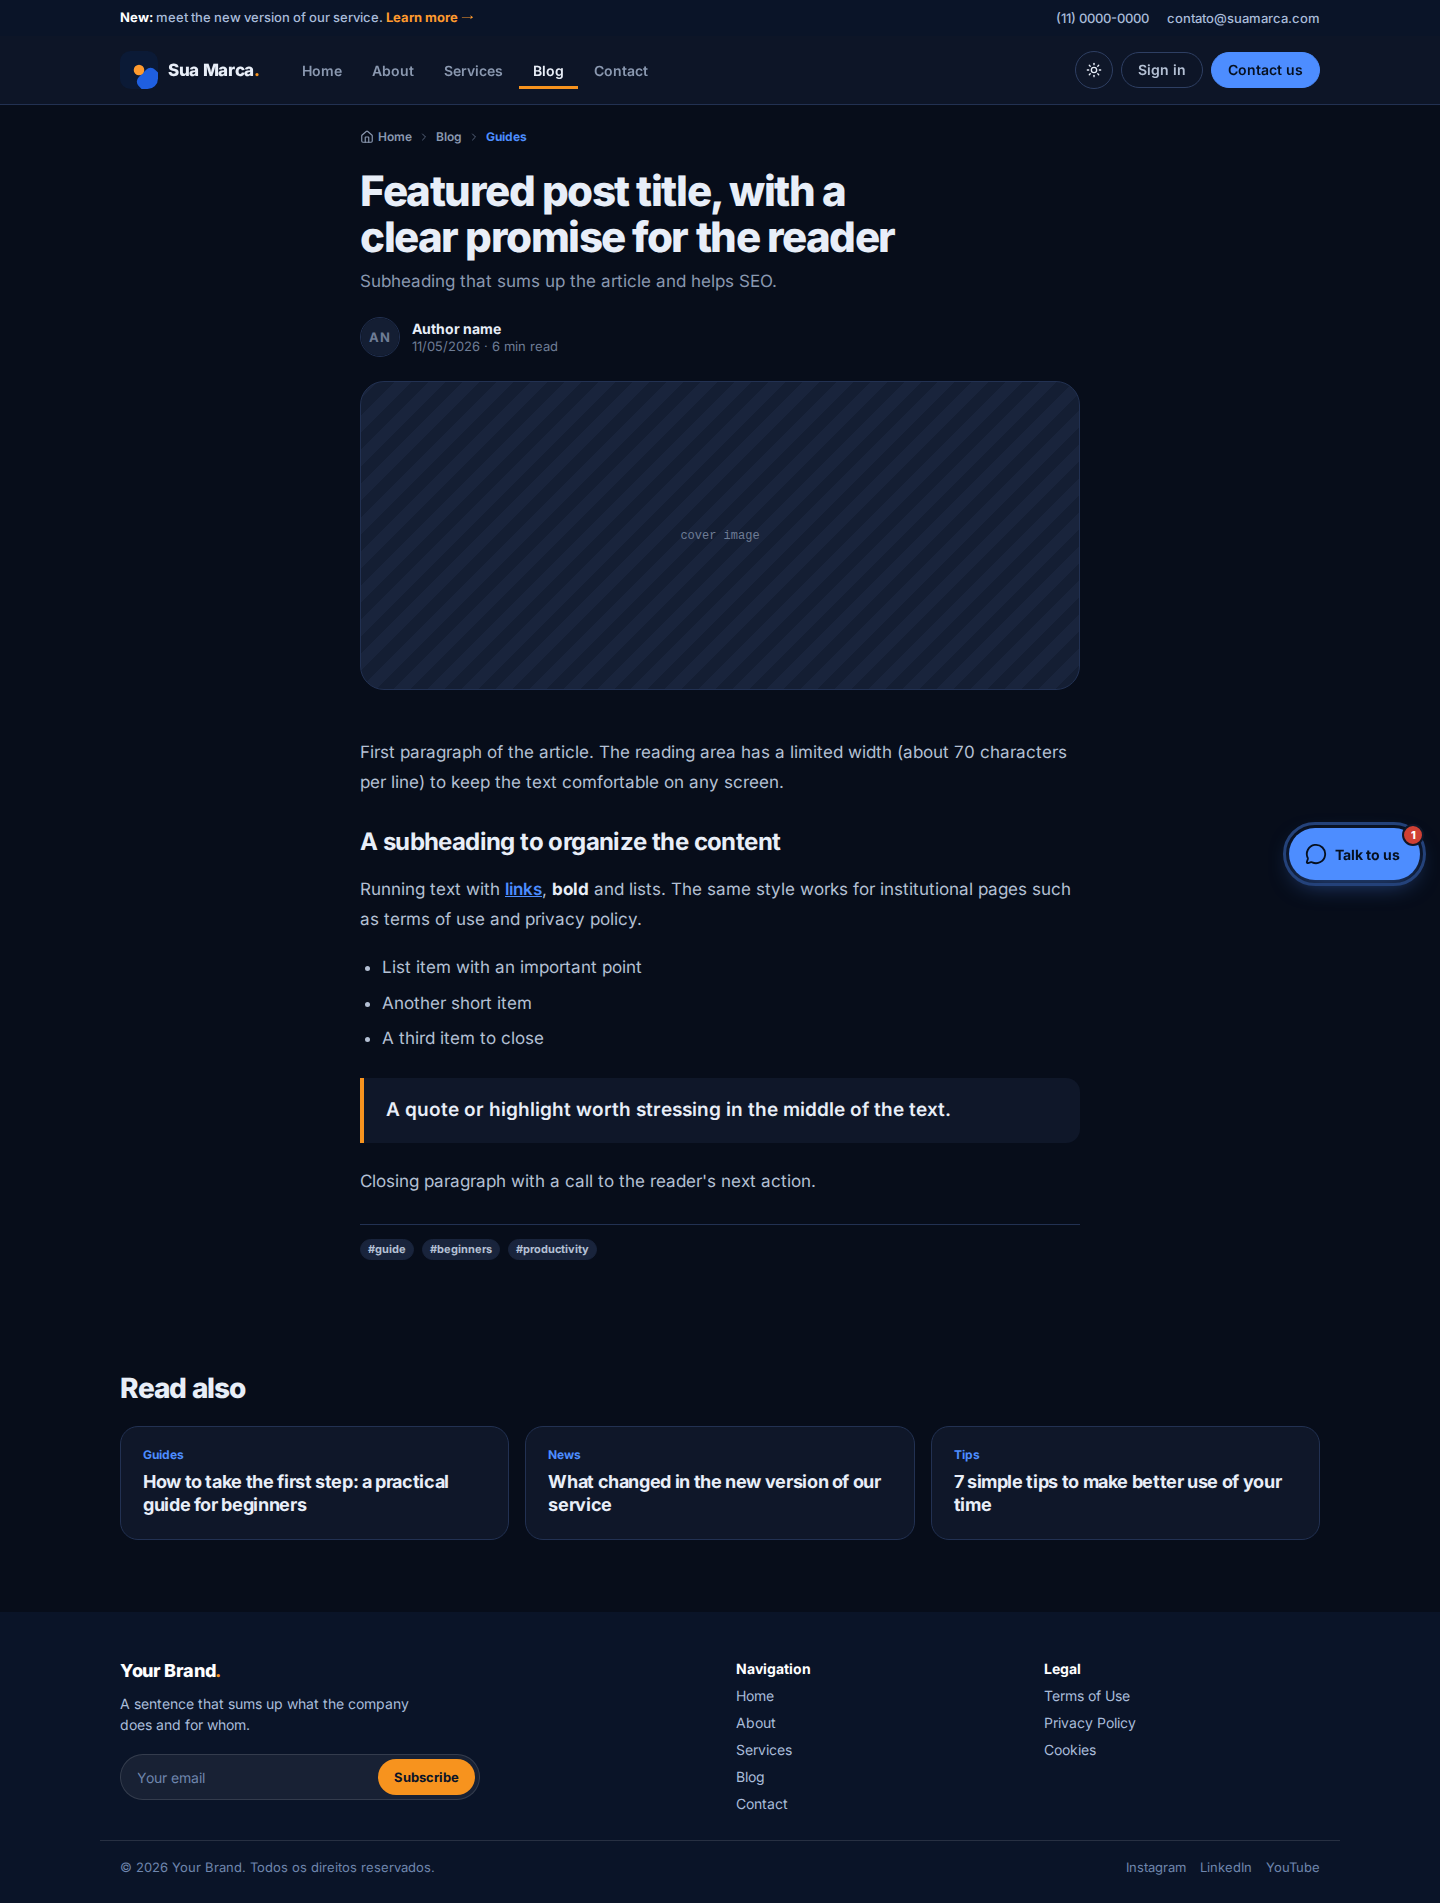 New: meet the new version of our service. Learn more →
(11) 0000-0000 contato@suamarca.com
Sua Marca. Home About Services Blog Contact Sign in Contact us
Home > Blog > Guides
Featured post title, with a
clear promise for the reader
Subheading that sums up the article and helps SEO.
AN
Author name
11/05/2026 · 6 min read
cover image
First paragraph of the article. The reading area has a limited width (about 70 characters
per line) to keep the text comfortable on any screen.
A subheading to organize the content
1
Talk to us
Running text with links, bold and lists. The same style works for institutional pages such
as terms of use and privacy policy.
• List item with an important point
• Another short item
• A third item to close
A quote or highlight worth stressing in the middle of the text.
Closing paragraph with a call to the reader's next action.
#guide #beginners #productivity
Read also
Guides
How to take the first step: a practical
guide for beginners
News
What changed in the new version of our
service
Tips
7 simple tips to make better use of your
time
Your Brand.
A sentence that sums up what the company
does and for whom.
Your email Subscribe
Navigation
Home
About
Services
Blog
Contact
Legal
Terms of Use
Privacy Policy
Cookies
© 2026 Your Brand. Todos os direitos reservados.
Instagram LinkedIn YouTube